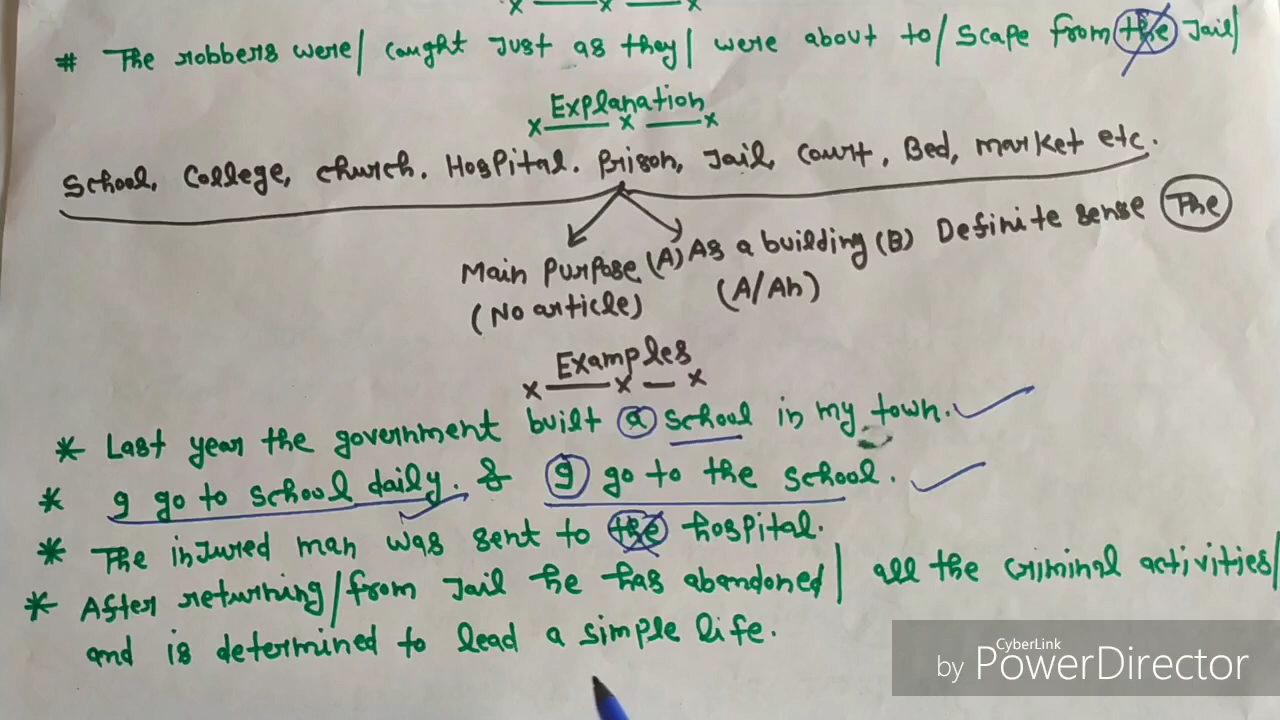 # The robbers were/ caught Just as they/ were about to/ scape from the Jail/
Explanation
School, College, church. Hospital. Prison, Jail, Court, Bed, market etc.
Main Purpose (A) As a building (B) Definite sense The
(No article) (A/An)
Examples
* Last year the government built a school in my town.
* I go to school daily. & I go to the school.
* The injured man was sent to the hospital.
* After returning/from Jail he has abandoned/ all the criminal activities/
and is determined to lead a simple life.
by CyberLink PowerDirector